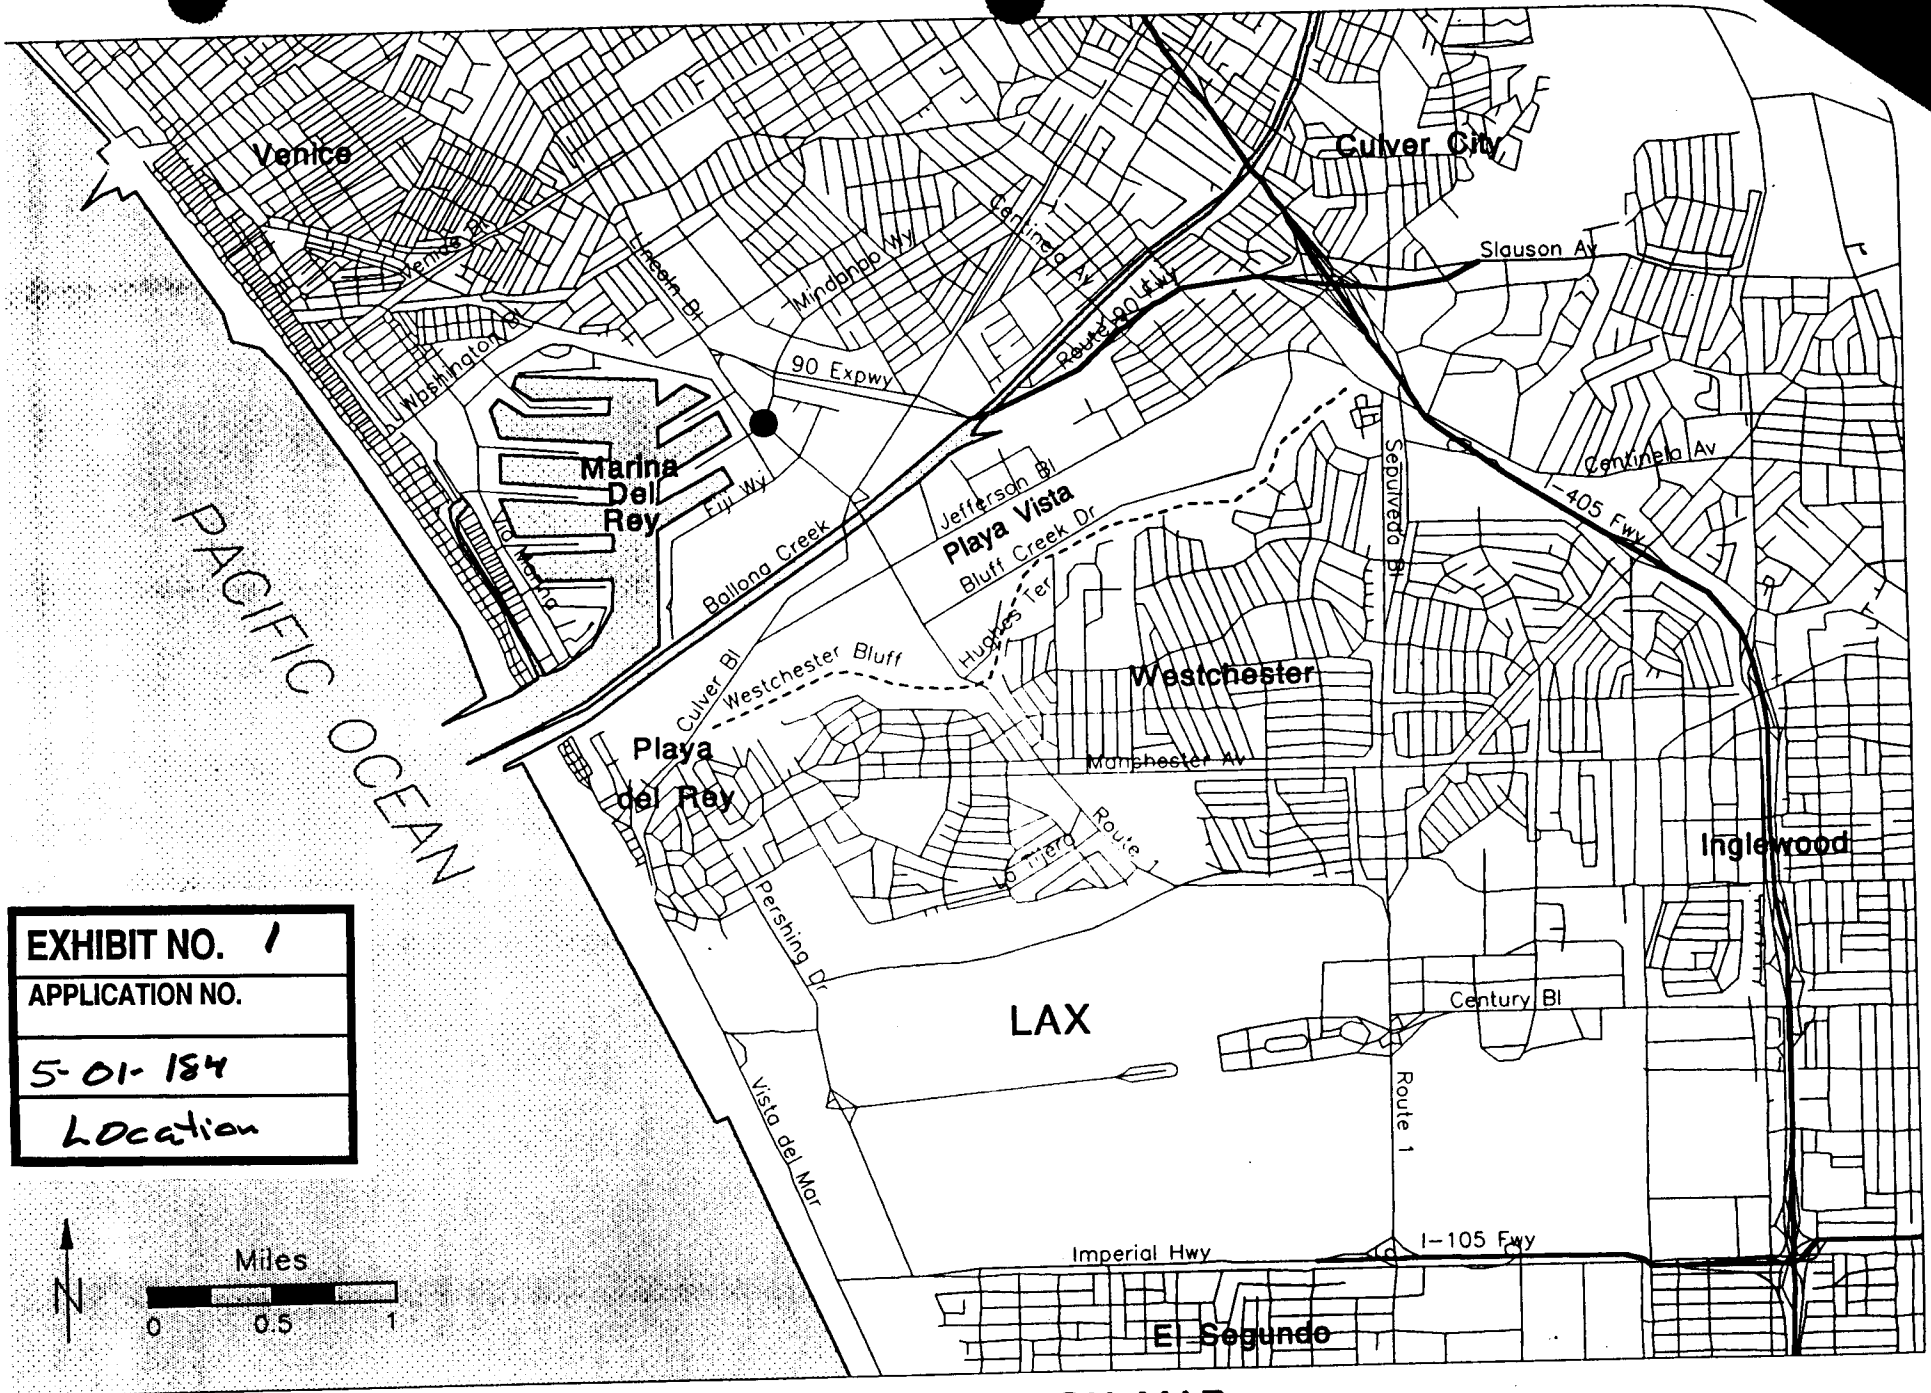 Venice
Culver City
Venice Bl
Lincoln Bl
Mindanao Wy
Centinela Av
Slauson Av
Route 90 Fwy
Washington Bl
90 Expwy
Marina
Del
Rey
Fiji Wy
Via Marina
Jefferson Bl
Playa Vista
Bluff Creek Dr
Ballona Creek
Sepulveda Bl
Centinela Av
I-405 Fwy
PACIFIC OCEAN
Hughes Ter
Culver Bl
Westchester Bluff
Westchester
Playa
del Rey
Manchester Av
Route 1
La Tijera
Inglewood
Pershing Dr
LAX
Century Bl
Vista del Mar
Route 1
Imperial Hwy
I-105 Fwy
El Segundo
EXHIBIT NO. 1
APPLICATION NO.
5-01-184
Location
N
Miles
0 0.5 1